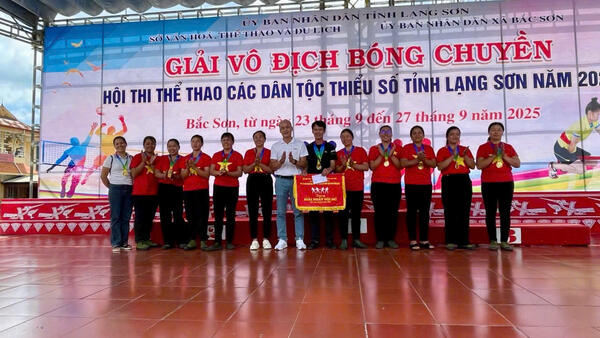 ỦY BAN NHÂN DÂN TỈNH LẠNG SƠN
SỞ VĂN HÓA, THỂ THAO VÀ DU LỊCH
ỦY BAN NHÂN DÂN XÃ BẮC SƠN
GIẢI VÔ ĐỊCH BÓNG CHUYỀN
HỘI THI THỂ THAO CÁC DÂN TỘC THIỂU SỐ TỈNH LẠNG SƠN NĂM 202
Bắc Sơn, từ ngày 23 tháng 9 đến 27 tháng 9 năm 2025
GIẢI NHẤT ĐỘI NỮ